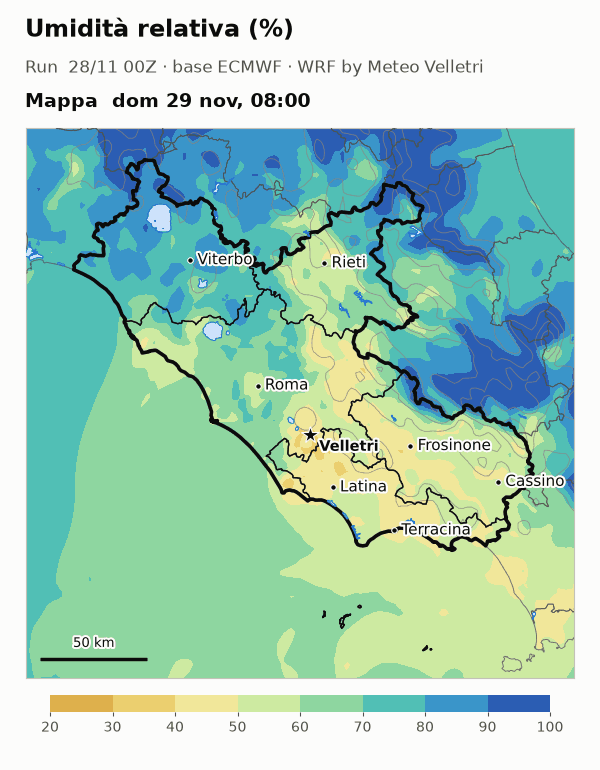 Umidità relativa (%)
Run  28/11 00Z · base ECMWF · WRF by Meteo Velletri
Mappa  dom 29 nov, 08:00
Viterbo
Rieti
Roma
Velletri
Frosinone
Cassino
Latina
Terracina
50 km
20 30 40 50 60 70 80 90 100